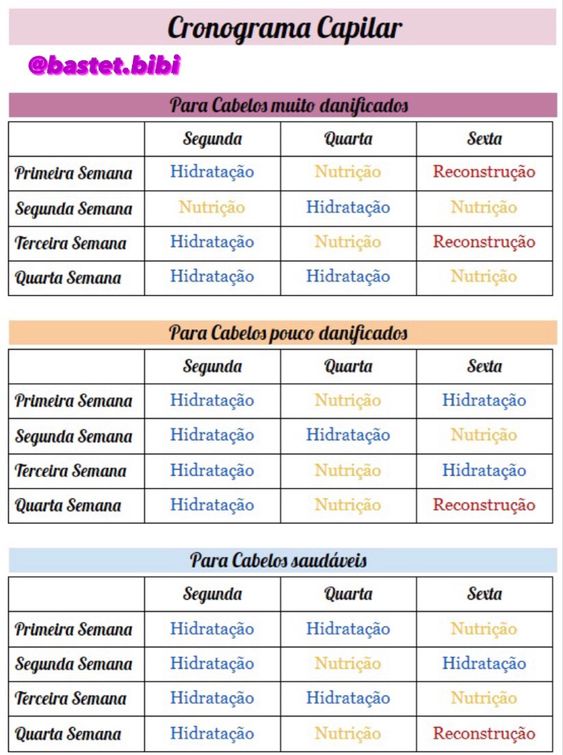 Cronograma Capilar
@bastet.bibi
Para Cabelos muito danificados
Segunda Quarta Sexta
Primeira Semana Hidratação Nutrição Reconstrução
Segunda Semana Nutrição Hidratação Nutrição
Terceira Semana Hidratação Nutrição Reconstrução
Quarta Semana Hidratação Hidratação Nutrição
Para Cabelos pouco danificados
Segunda Quarta Sexta
Primeira Semana Hidratação Nutrição Hidratação
Segunda Semana Hidratação Hidratação Nutrição
Terceira Semana Hidratação Nutrição Hidratação
Quarta Semana Hidratação Nutrição Reconstrução
Para Cabelos saudáveis
Segunda Quarta Sexta
Primeira Semana Hidratação Hidratação Nutrição
Segunda Semana Hidratação Nutrição Hidratação
Terceira Semana Hidratação Hidratação Nutrição
Quarta Semana Hidratação Nutrição Reconstrução